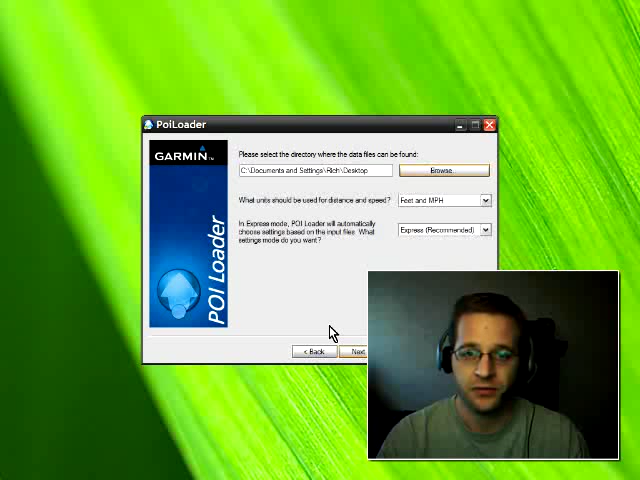 PoiLoader
GARMIN™
POI Loader
Please select the directory where the data files can be found:
C:\Documents and Settings\Rich\Desktop
Browse...
What units should be used for distance and speed?
Feet and MPH
In Express mode, POI Loader will automatically
choose settings based on the input files. What
settings mode do you want?
Express (Recommended)
< Back
Next